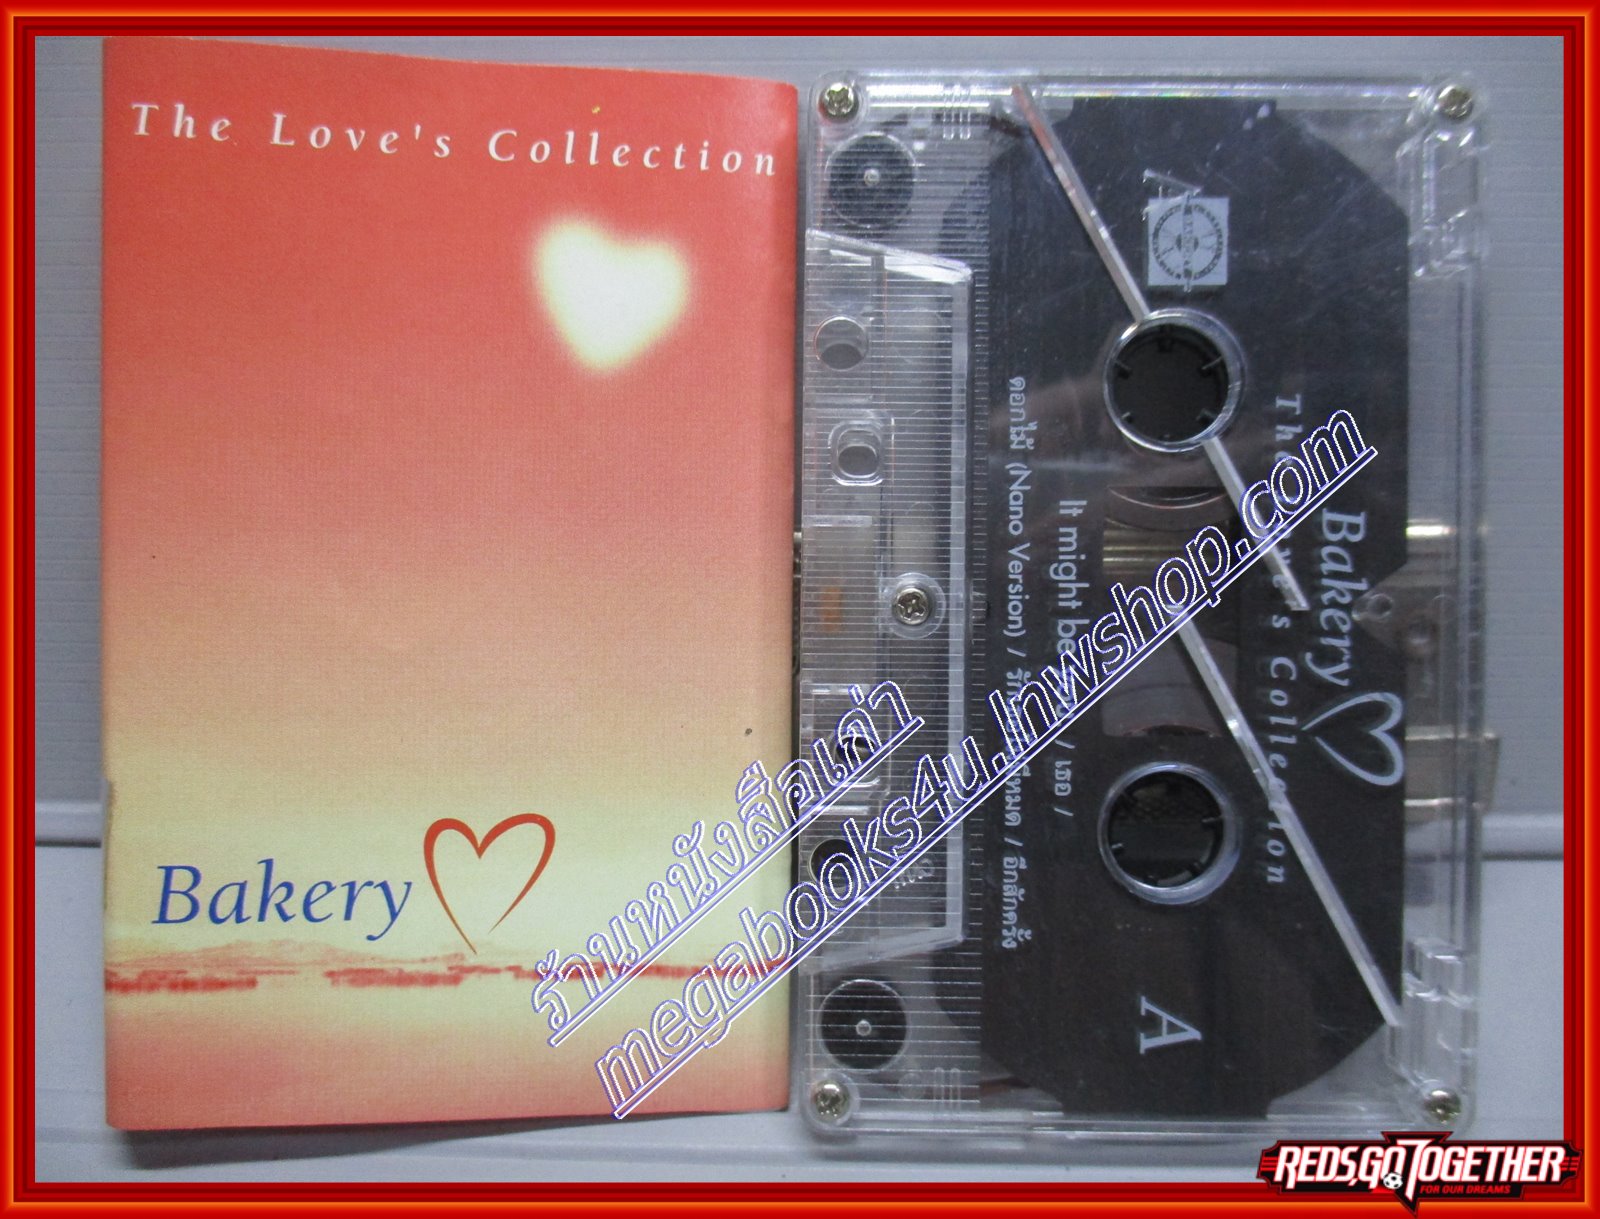 The Love's Collection
Bakery
Bakery
The Love's Collection
It might be you / เธอ /
ดอกไม้ (Nano Version) / / อีกสักครั้ง
A
ร้านหนังสือเก่า
megabooks4u.lnwshop.com
REDS,GO TOGETHER
FOR OUR DREAMS